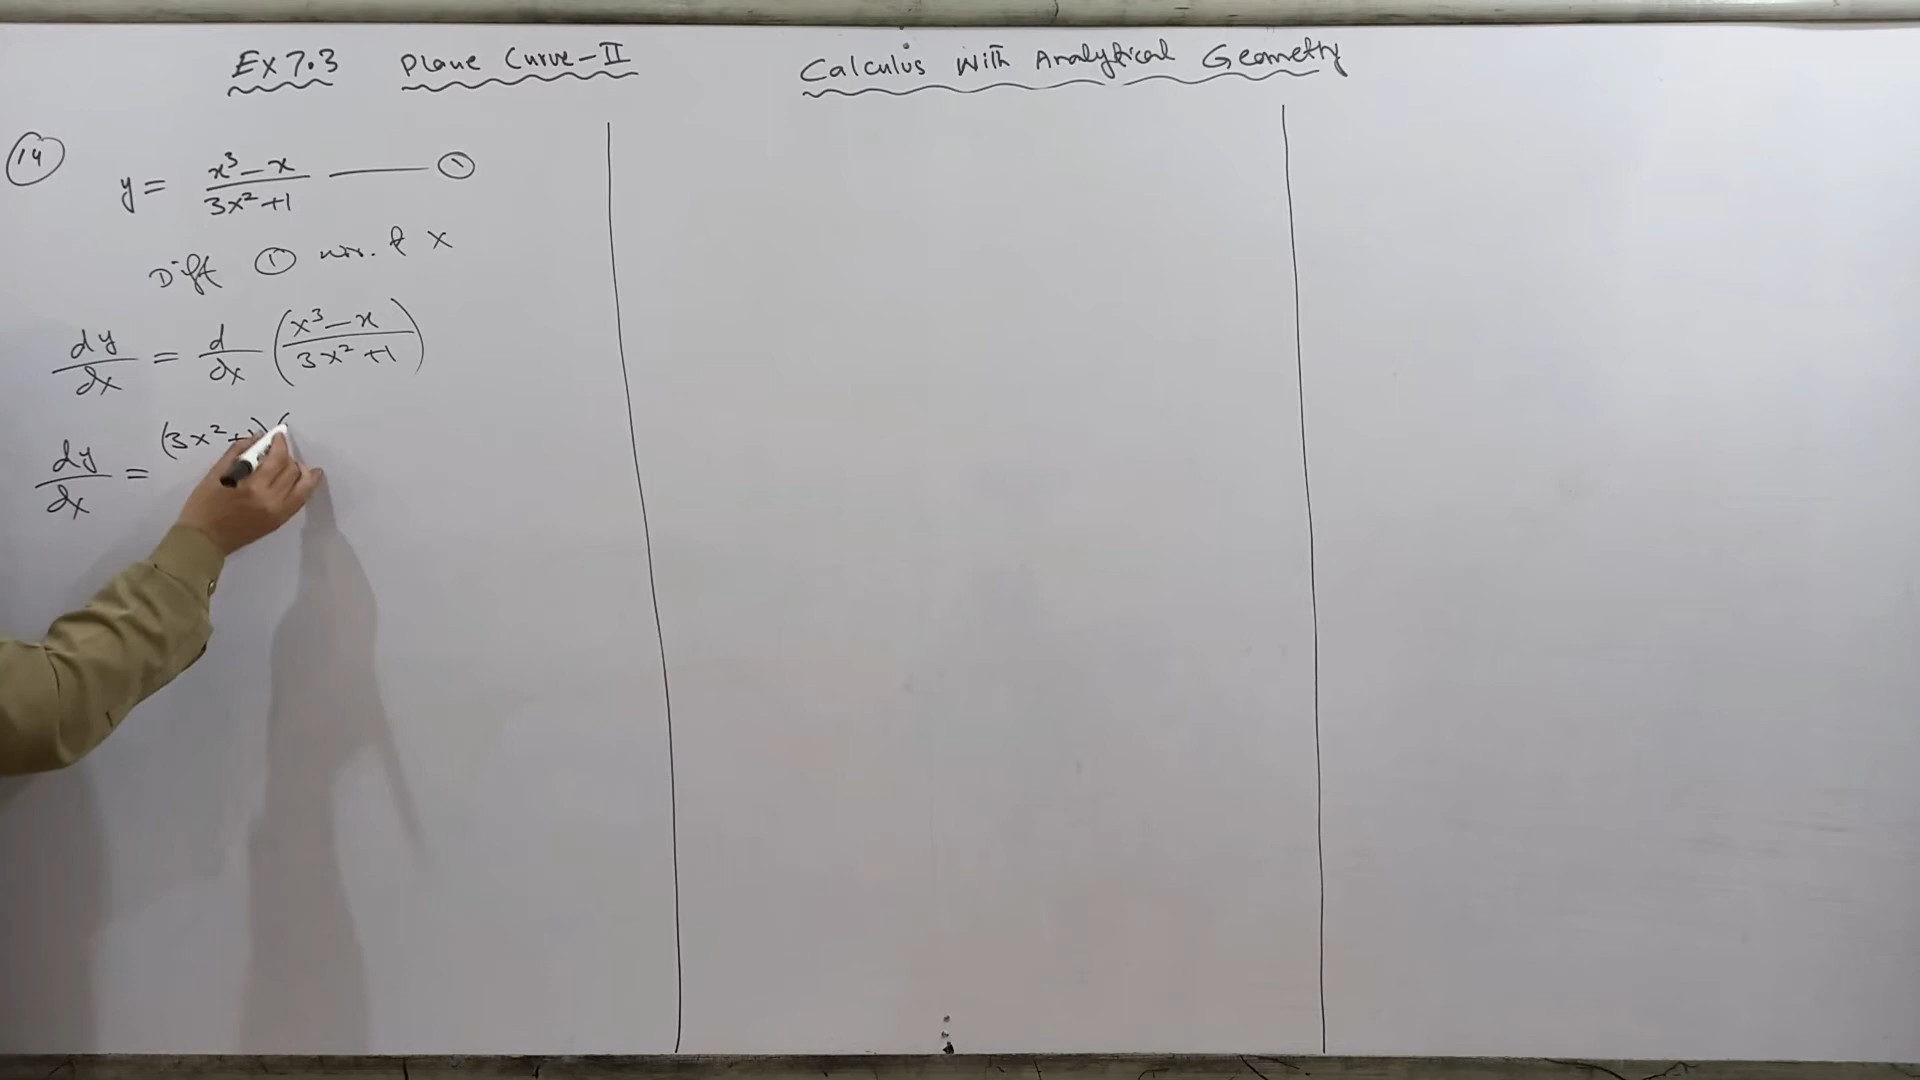 Ex 7.3 Plane Curve-II Calculus with Analytical Geometry
14
y = (x³ - x)/(3x² + 1) ——— ①
Diff ① w.r.t x
dy/dx = d/dx ((x³ - x)/(3x² + 1))
dy/dx = (3x² + 1)(